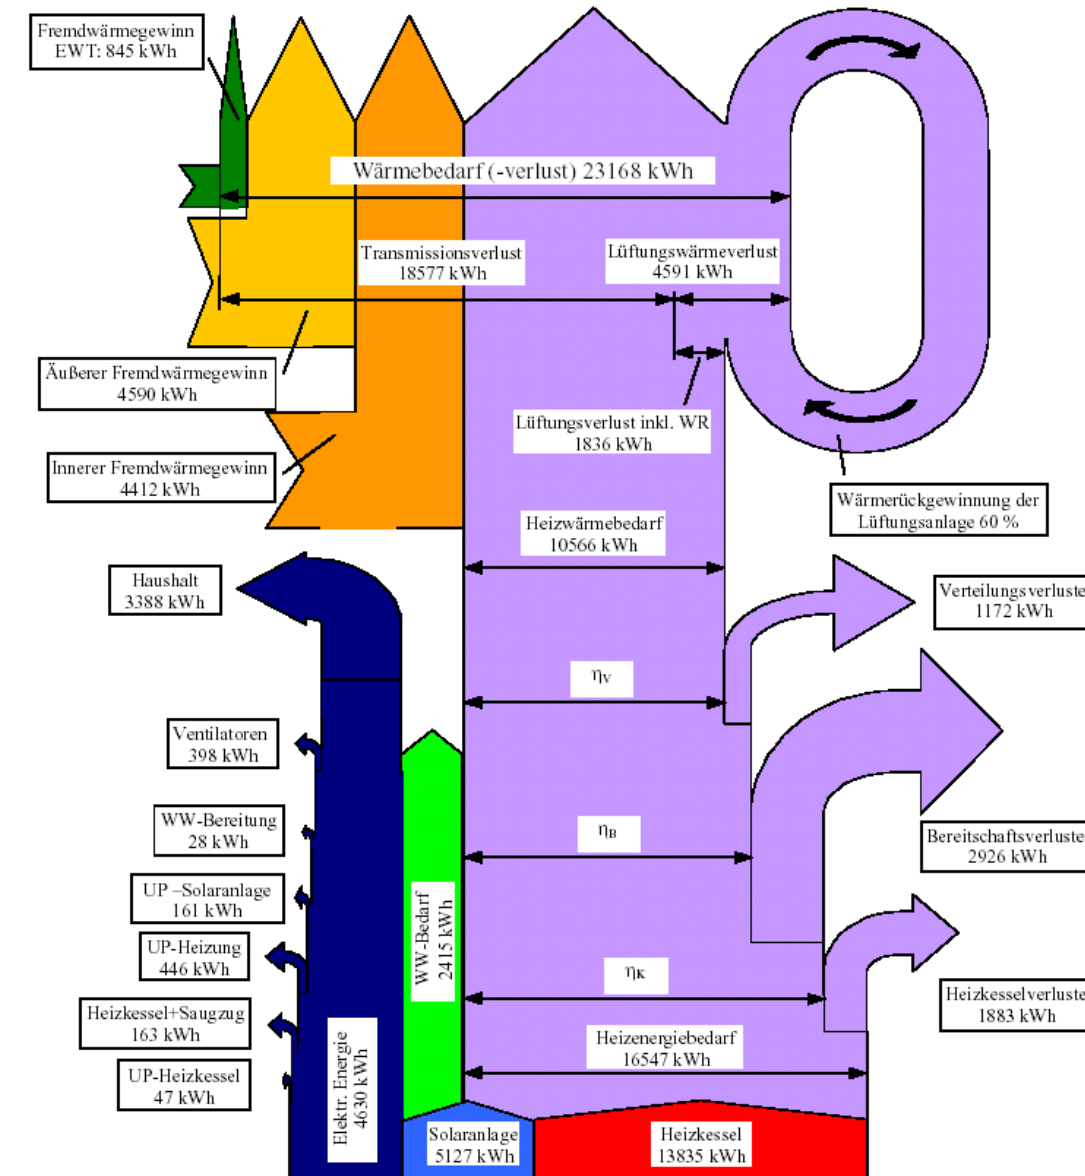 Fremdwärmegewinn
EWT: 845 kWh
Wärmebedarf (-verlust) 23168 kWh
Transmissionsverlust
18577 kWh
Lüftungswärmeverlust
4591 kWh
Äußerer Fremdwärmegewinn
4590 kWh
Lüftungsverlust inkl. WR
1836 kWh
Innerer Fremdwärmegewinn
4412 kWh
Wärmerückgewinnung der
Lüftungsanlage 60 %
Heizwärmebedarf
10566 kWh
Haushalt
3388 kWh
Verteilungsverluste
1172 kWh
ηV
Ventilatoren
398 kWh
WW-Bereitung
28 kWh
ηB
Bereitschaftsverluste
2926 kWh
UP –Solaranlage
161 kWh
WW-Bedarf
2415 kWh
UP-Heizung
446 kWh
ηK
Heizkesselverluste
1883 kWh
Heizkessel+Saugzug
163 kWh
Heizenergiebedarf
16547 kWh
UP-Heizkessel
47 kWh
Elektr. Energie
4630 kWh
Solaranlage
5127 kWh
Heizkessel
13835 kWh